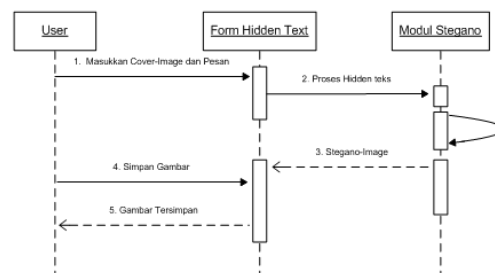 User
Form Hidden Text
Modul Stegano
1. Masukkan Cover-Image dan Pesan
2. Proses Hidden teks
3. Stegano-Image
4. Simpan Gambar
5. Gambar Tersimpan